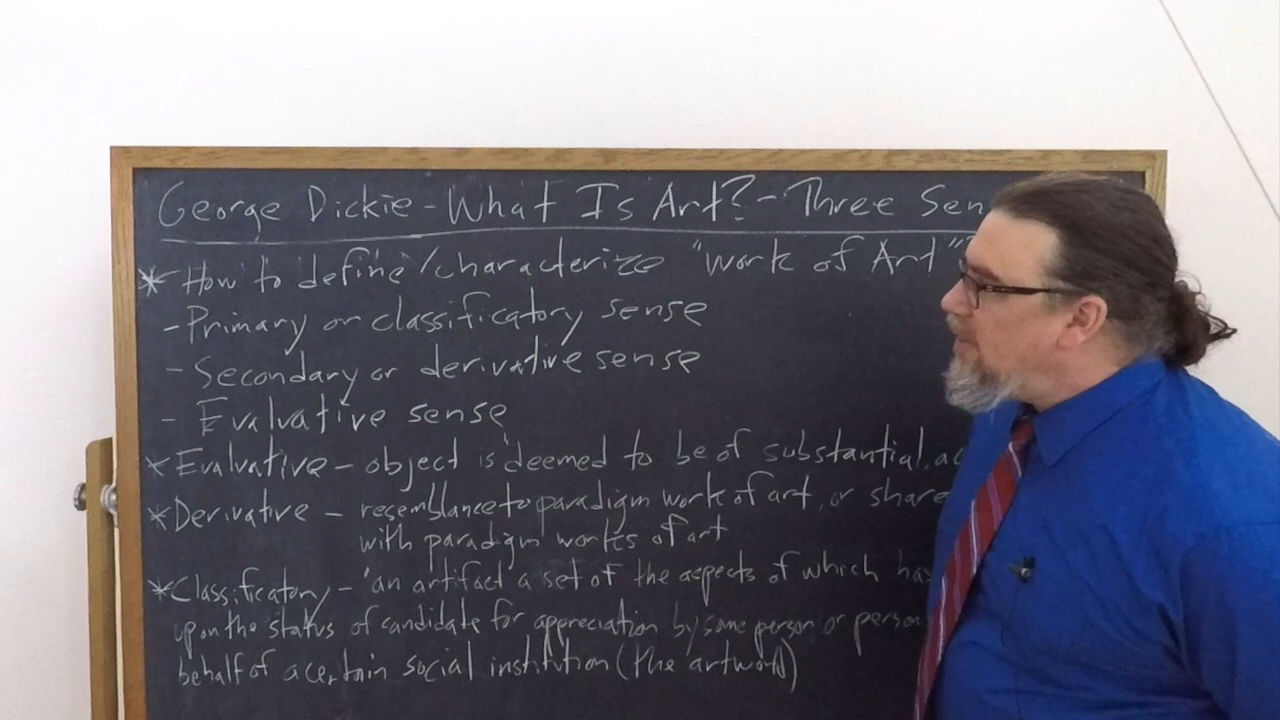 George Dickie - What Is Art? - Three Sen
* How to define/characterize "work of Art"?
- Primary or classificatory sense
- Secondary or derivative sense
- Evaluative sense
* Evaluative - object is deemed to be of substantial, ac
* Derivative - resemblance to paradigm work of art, or share
with paradigm works of art
* Classificatory - "an artifact a set of the aspects of which has
upon the status of candidate for appreciation by some person or person
behalf of a certain social institution (the artworld)